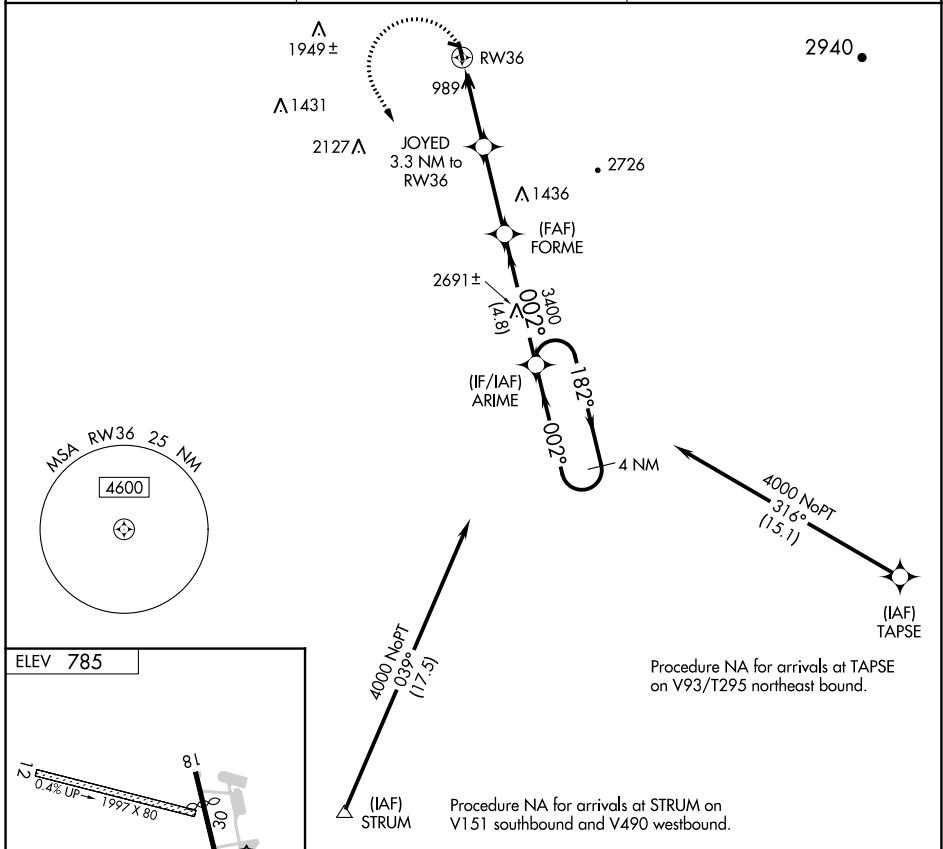 1949±
RW36
2940
989
1431
2127
JOYED
3.3 NM to
RW36
2726
1436
(FAF)
FORME
2691±
3400
002°
(4.8)
(IF/IAF)
ARIME
182°
002°
4 NM
MSA RW36 25 NM
4600
4000 NoPT
316°
(15.1)
(IAF)
TAPSE
4000 NoPT
039°
(17.5)
Procedure NA for arrivals at TAPSE
on V93/T295 northeast bound.
(IAF)
STRUM
Procedure NA for arrivals at STRUM on
V151 southbound and V490 westbound.
ELEV 785
12
0.4% UP
1997 X 80
18
30